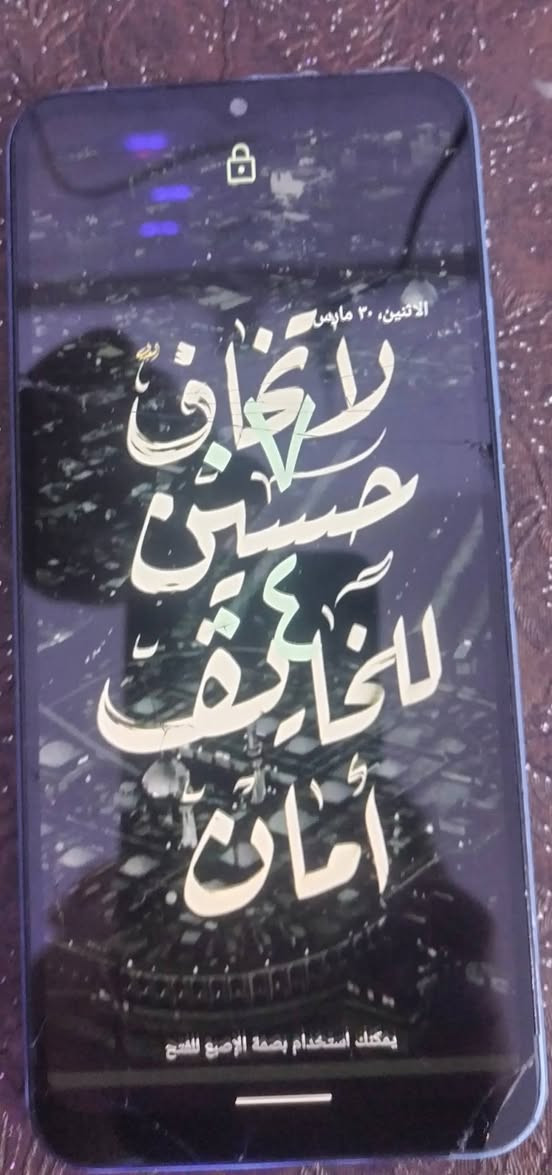 الاثنين، ٣٠ مارس
لا تخاف
حسين
للخايف
أمان
يمكنك استخدام بصمة الإصبع للفتح